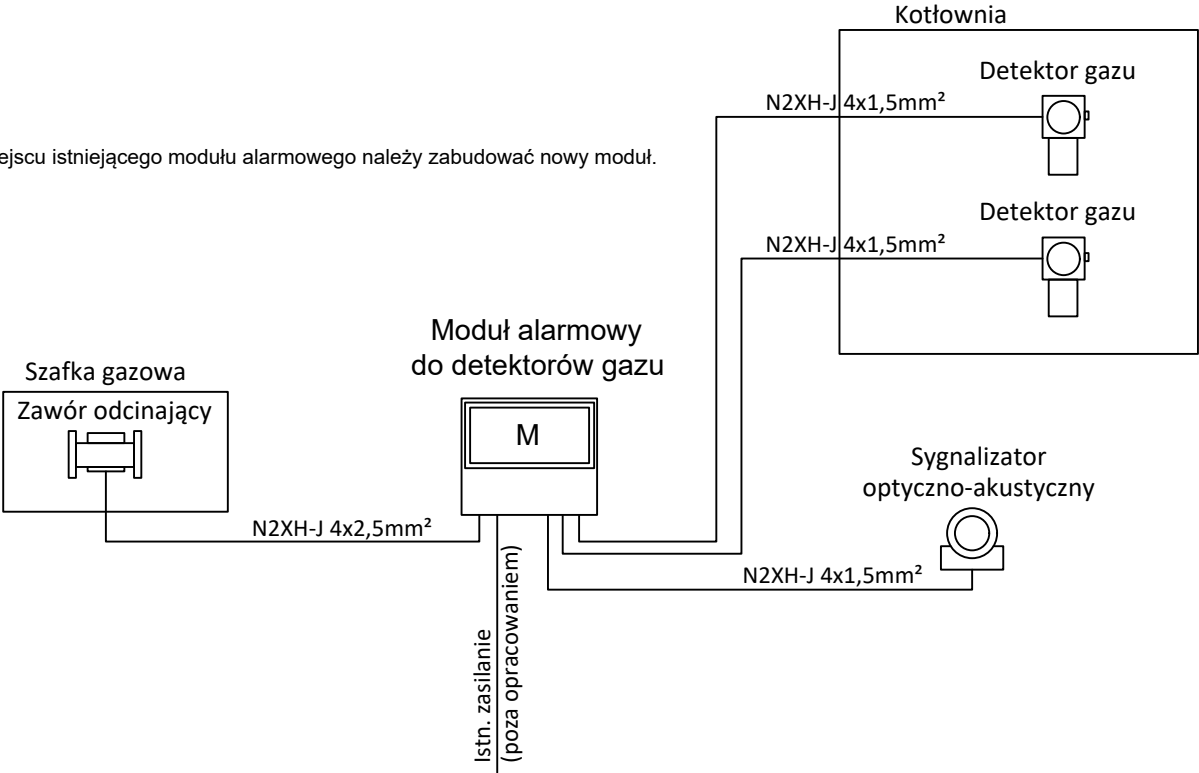 Kotłownia
Detektor gazu
N2XH-J 4x1,5mm²
istniejącego modułu alarmowego należy zabudować nowy moduł.
Detektor gazu
N2XH-J 4x1,5mm²
Moduł alarmowy
do detektorów gazu
Szafka gazowa
Zawór odcinający
M
Sygnalizator
optyczno-akustyczny
N2XH-J 4x2,5mm²
N2XH-J 4x1,5mm²
Istn. zasilanie
(poza opracowaniem)